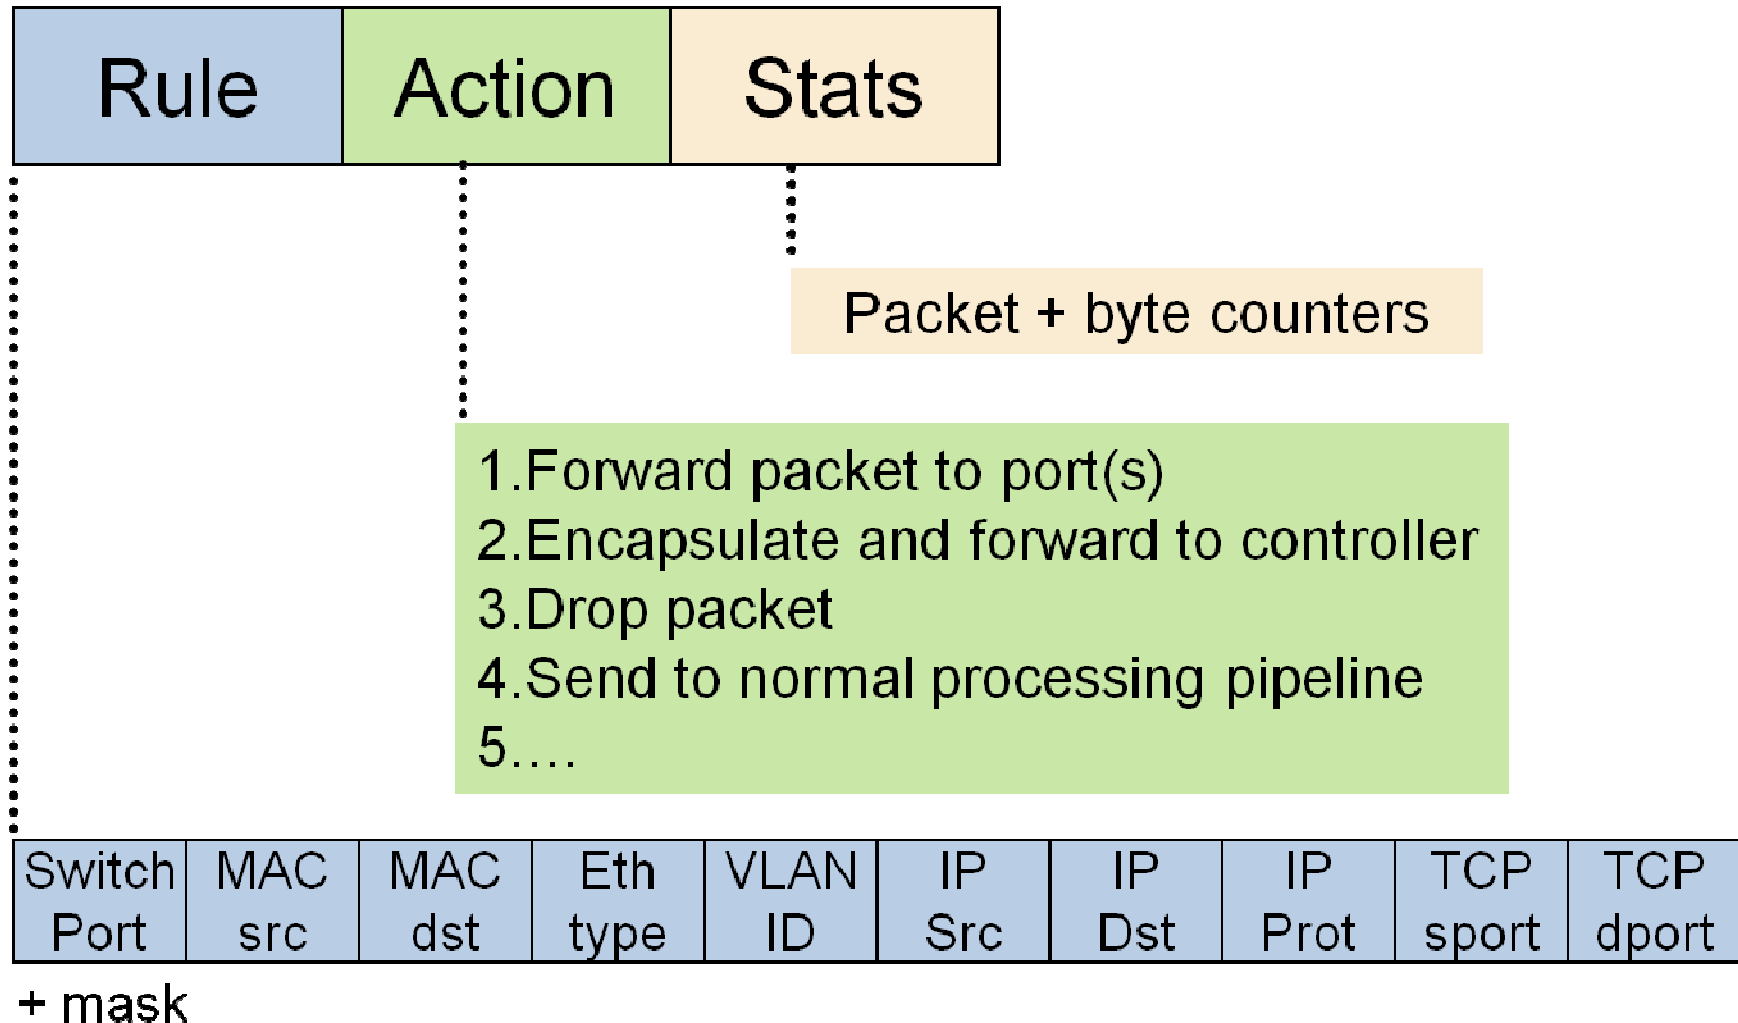 Rule Action Stats
Packet + byte counters
1.Forward packet to port(s)
2.Encapsulate and forward to controller
3.Drop packet
4.Send to normal processing pipeline
5....
Switch Port MAC src MAC dst Eth type VLAN ID IP Src IP Dst IP Prot TCP sport TCP dport
+ mask